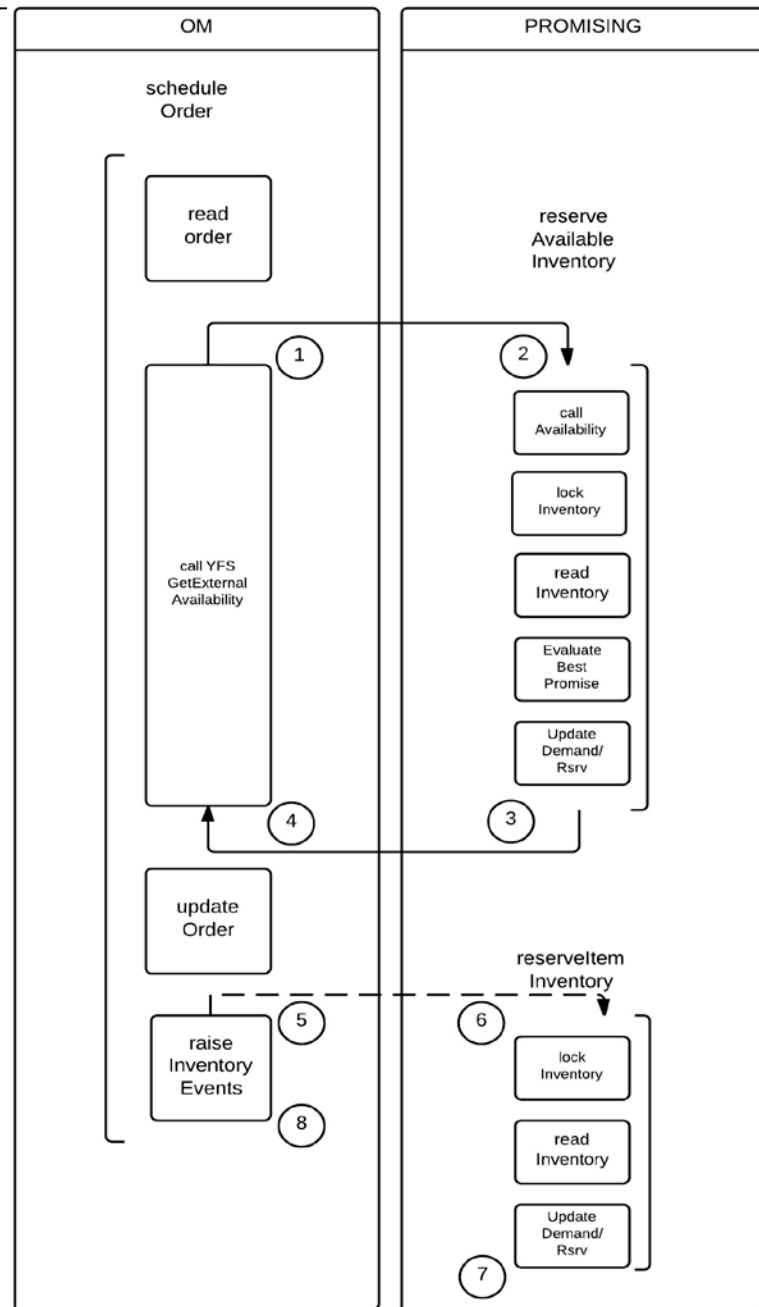 OM
PROMISING
schedule
Order
read
order
reserve
Available
Inventory
1
2
call
Availability
lock
Inventory
read
Inventory
call YFS
GetExternal
Availability
Evaluate
Best
Promise
Update
Demand/
Rsrv
4
3
update
Order
reserveItem
Inventory
5
6
raise
Inventory
Events
lock
Inventory
8
read
Inventory
Update
Demand/
Rsrv
7